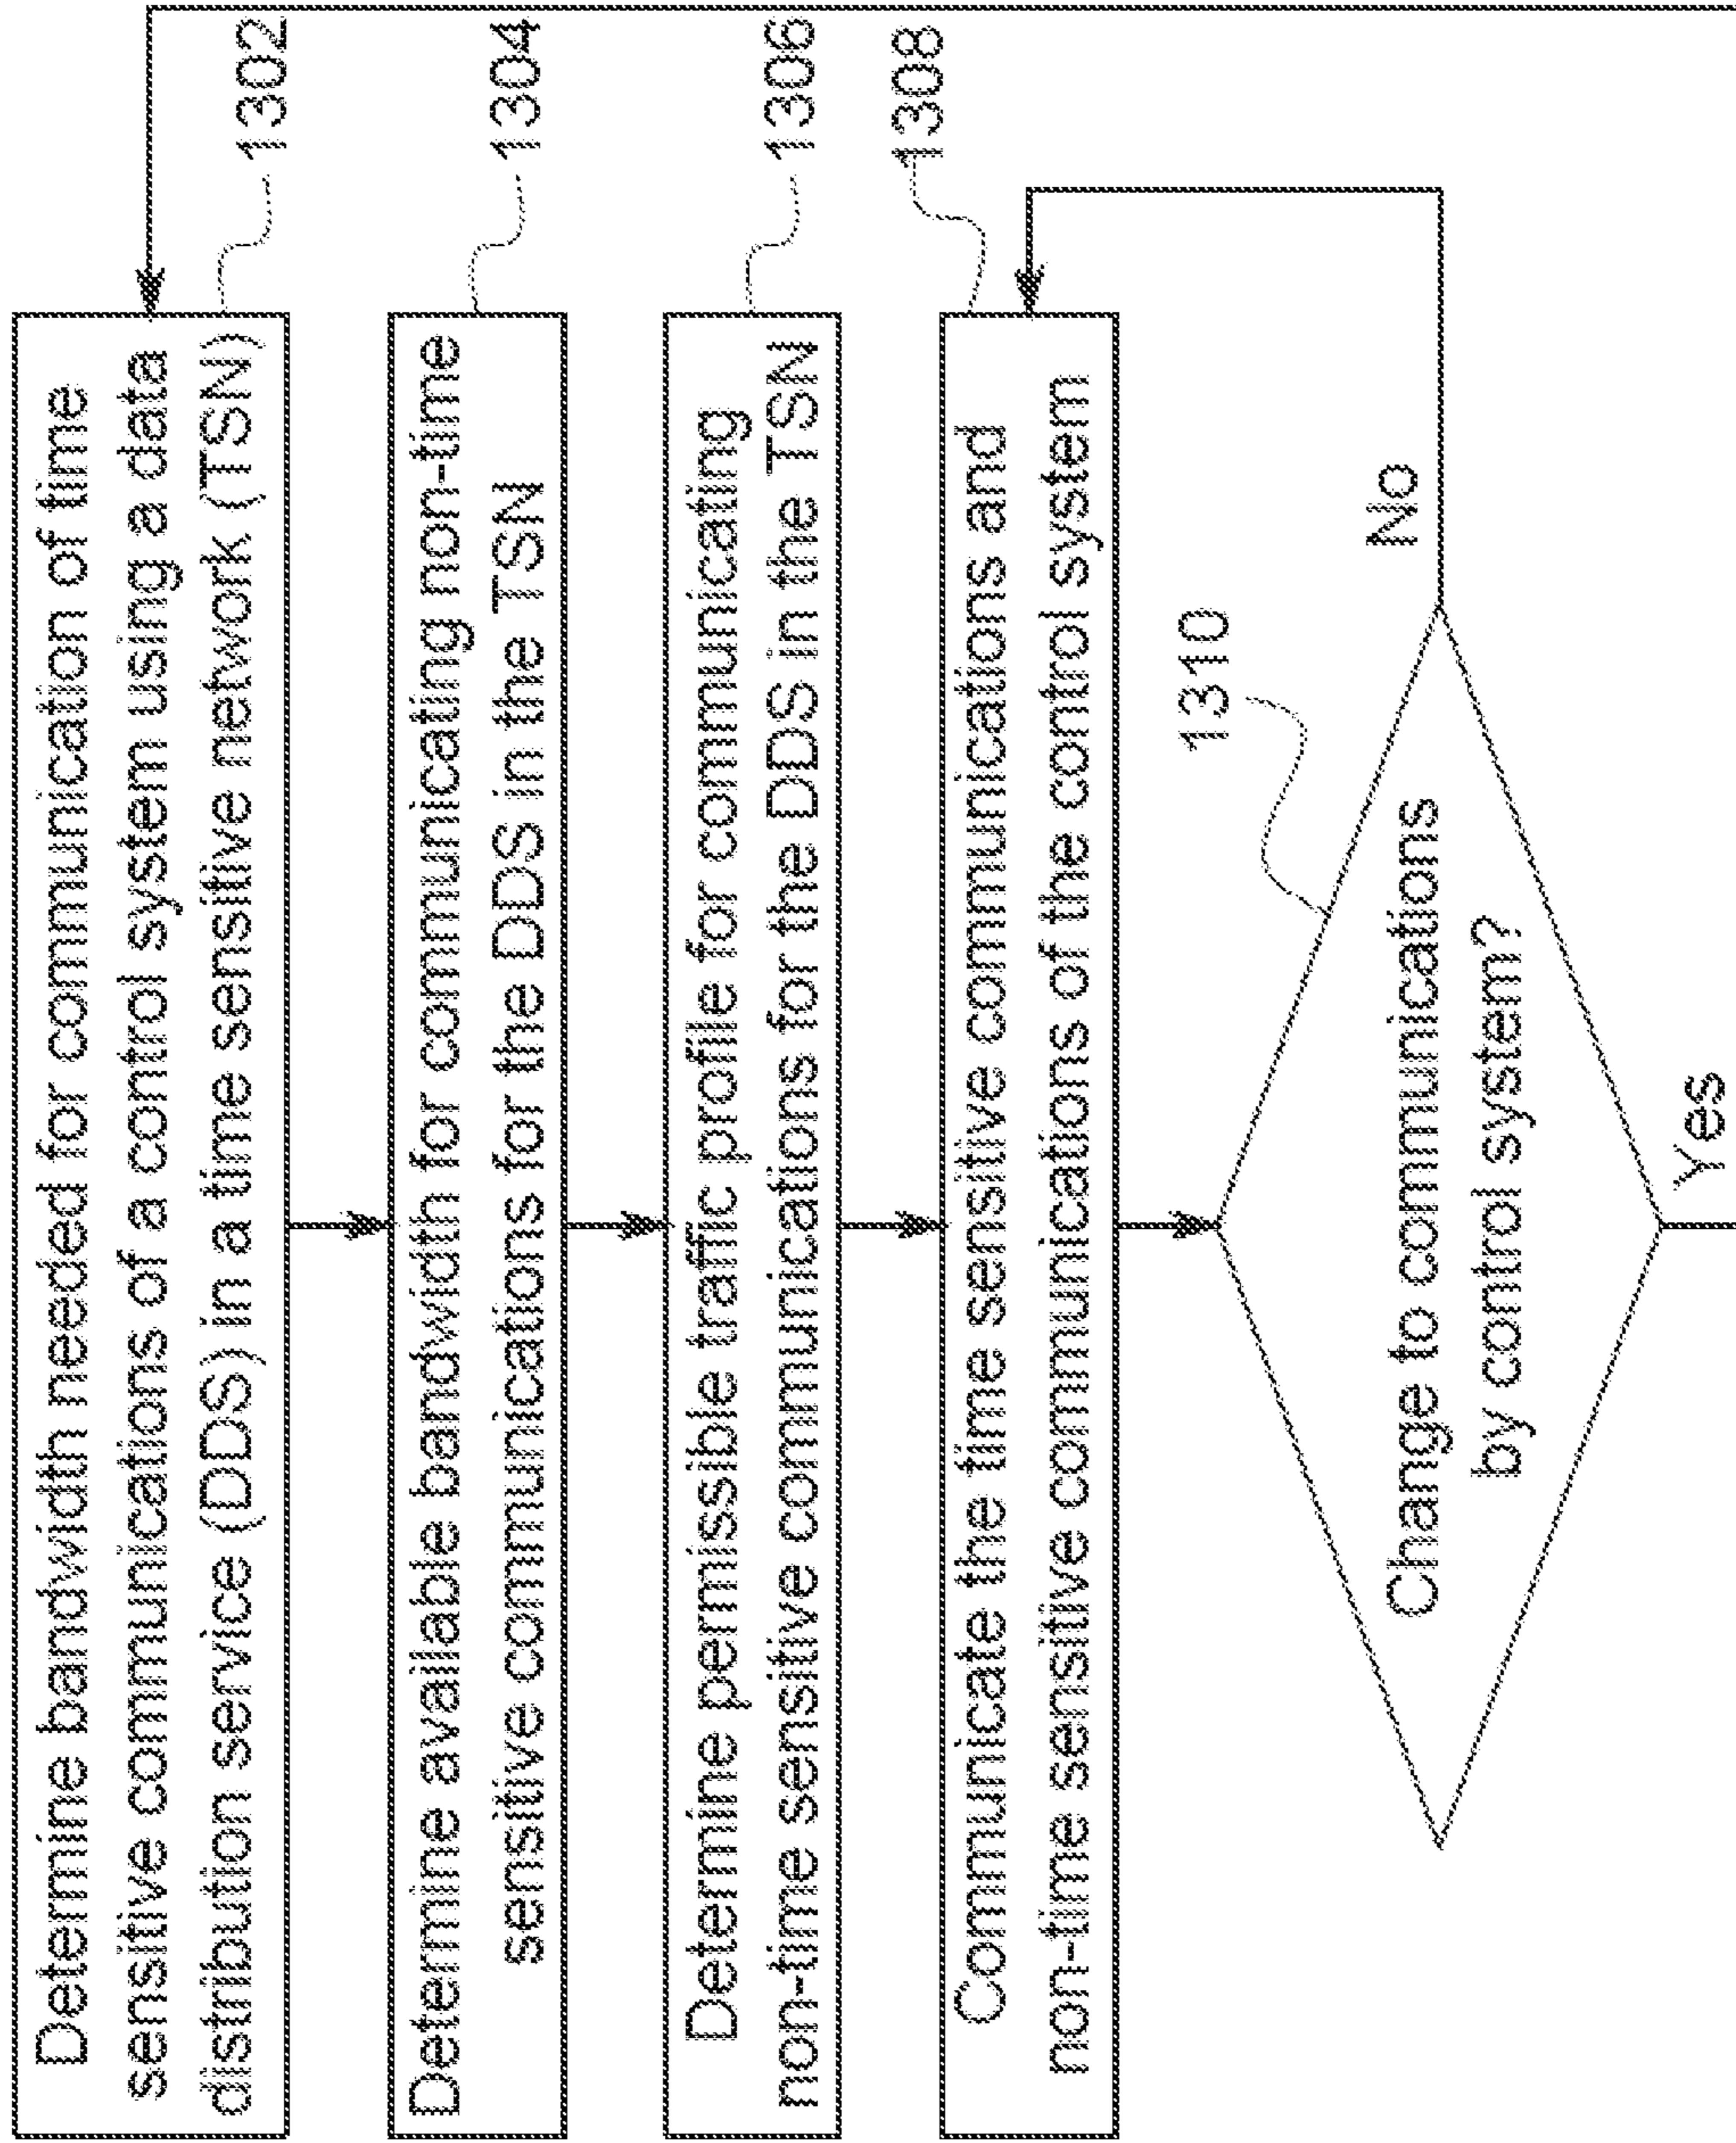 Determine bandwidth needed for communication of time
sensitive communications of a control system using a data
distribution service (DDS) in a time sensitive network (TSN)
1302
Determine available bandwidth for communicating non-time
sensitive communications for the DDS in the TSN
1304
Determine permissible traffic profile for communicating
non-time sensitive communications for the DDS in the TSN
1306
Communicate the time sensitive communications and
non-time sensitive communications of the control system
1308
1310
Change to communications
by control system?
No
Yes